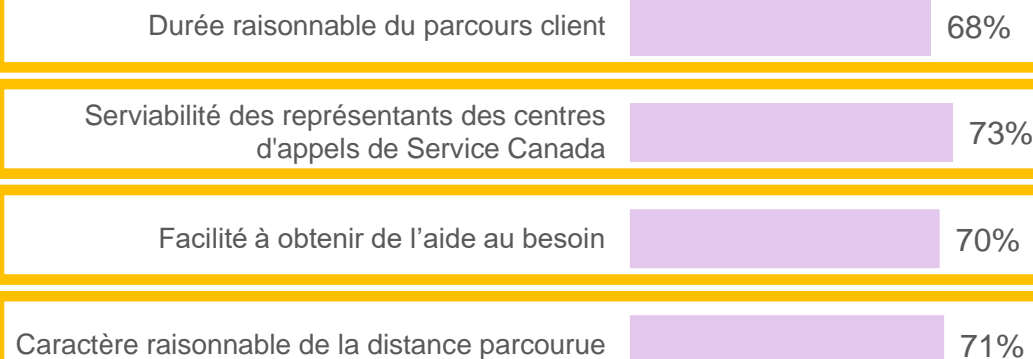 Durée raisonnable du parcours client 68%
Serviabilité des représentants des centres
d'appels de Service Canada 73%
Facilité à obtenir de l’aide au besoin 70%
Caractère raisonnable de la distance parcourue 71%